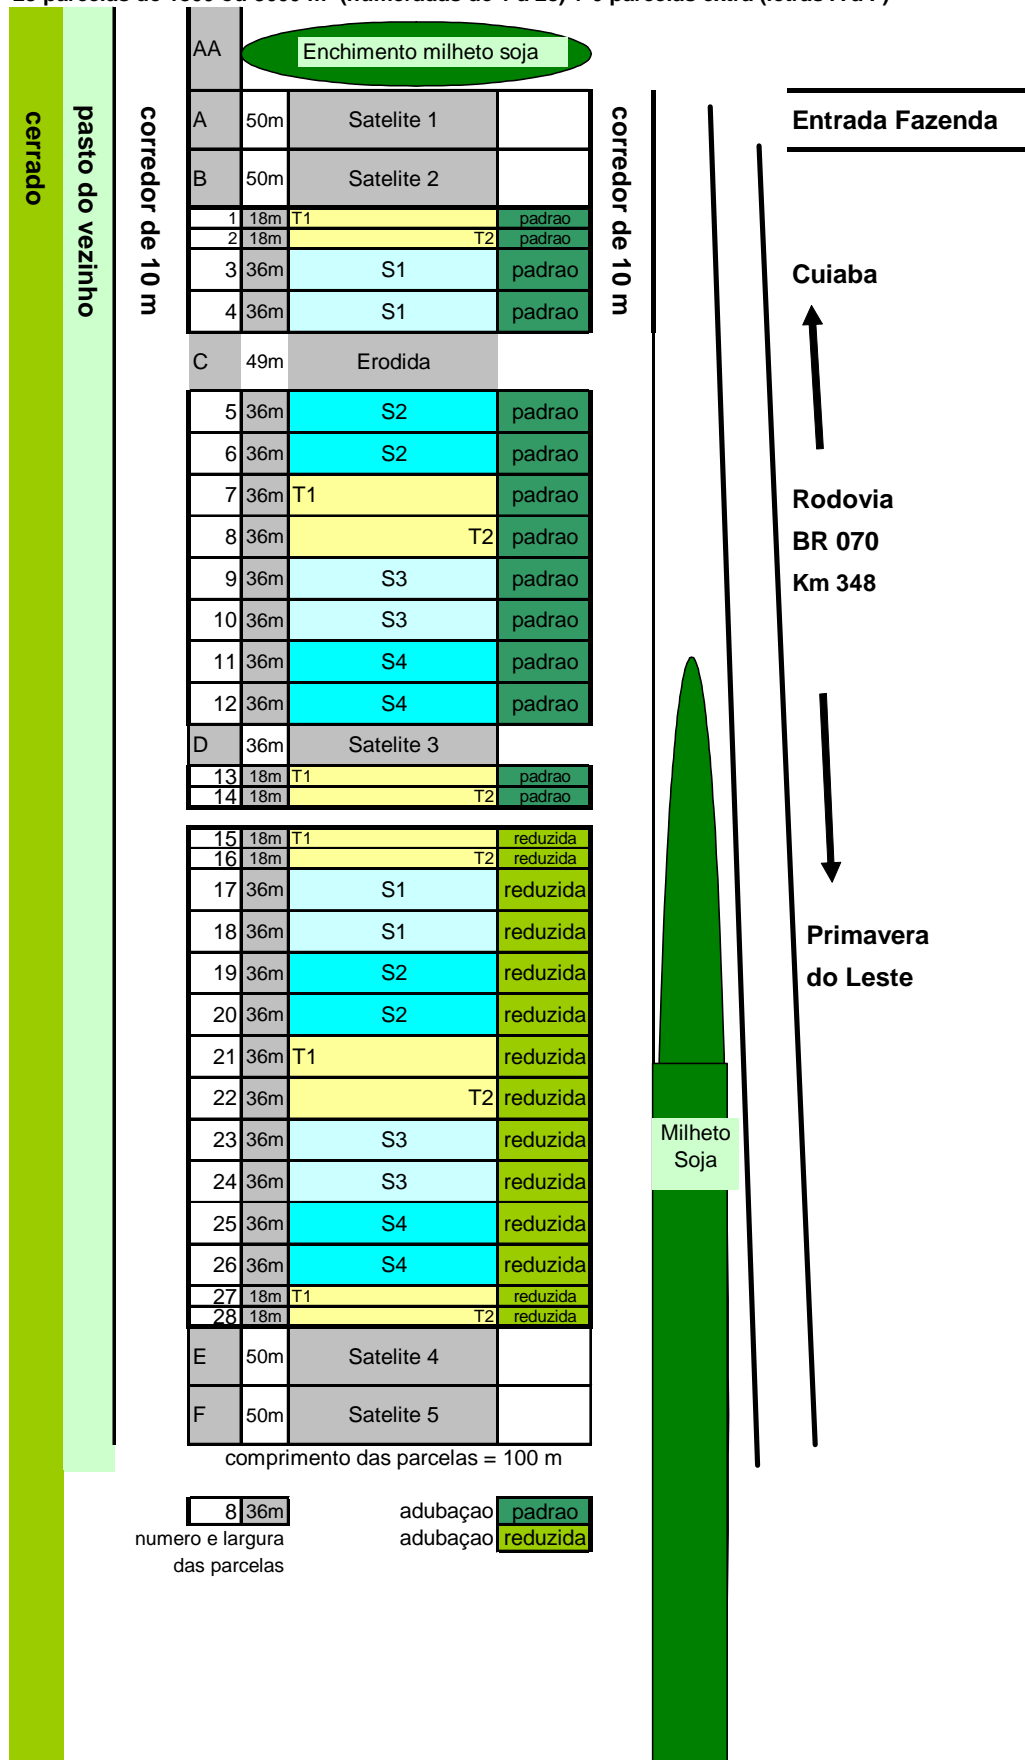 AA Enchimento milheto soja
cerrado
pasto do vezinho
corredor de 10 m
corredor de 10 m
A 50m Satelite 1
B 50m Satelite 2
1 18m T1 padrao
2 18m T2 padrao
3 36m S1 padrao
4 36m S1 padrao
C 49m Erodida
5 36m S2 padrao
6 36m S2 padrao
7 36m T1 padrao
8 36m T2 padrao
9 36m S3 padrao
10 36m S3 padrao
11 36m S4 padrao
12 36m S4 padrao
D 36m Satelite 3
13 18m T1 padrao
14 18m T2 padrao
15 18m T1 reduzida
16 18m T2 reduzida
17 36m S1 reduzida
18 36m S1 reduzida
19 36m S2 reduzida
20 36m S2 reduzida
21 36m T1 reduzida
22 36m T2 reduzida
23 36m S3 reduzida
24 36m S3 reduzida
25 36m S4 reduzida
26 36m S4 reduzida
27 18m T1 reduzida
28 18m T2 reduzida
E 50m Satelite 4
F 50m Satelite 5
comprimento das parcelas = 100 m
8 36m
numero e largura
das parcelas
adubaçao padrao
adubaçao reduzida
Entrada Fazenda
Cuiaba
Rodovia
BR 070
Km 348
Primavera
do Leste
Milheto
Soja